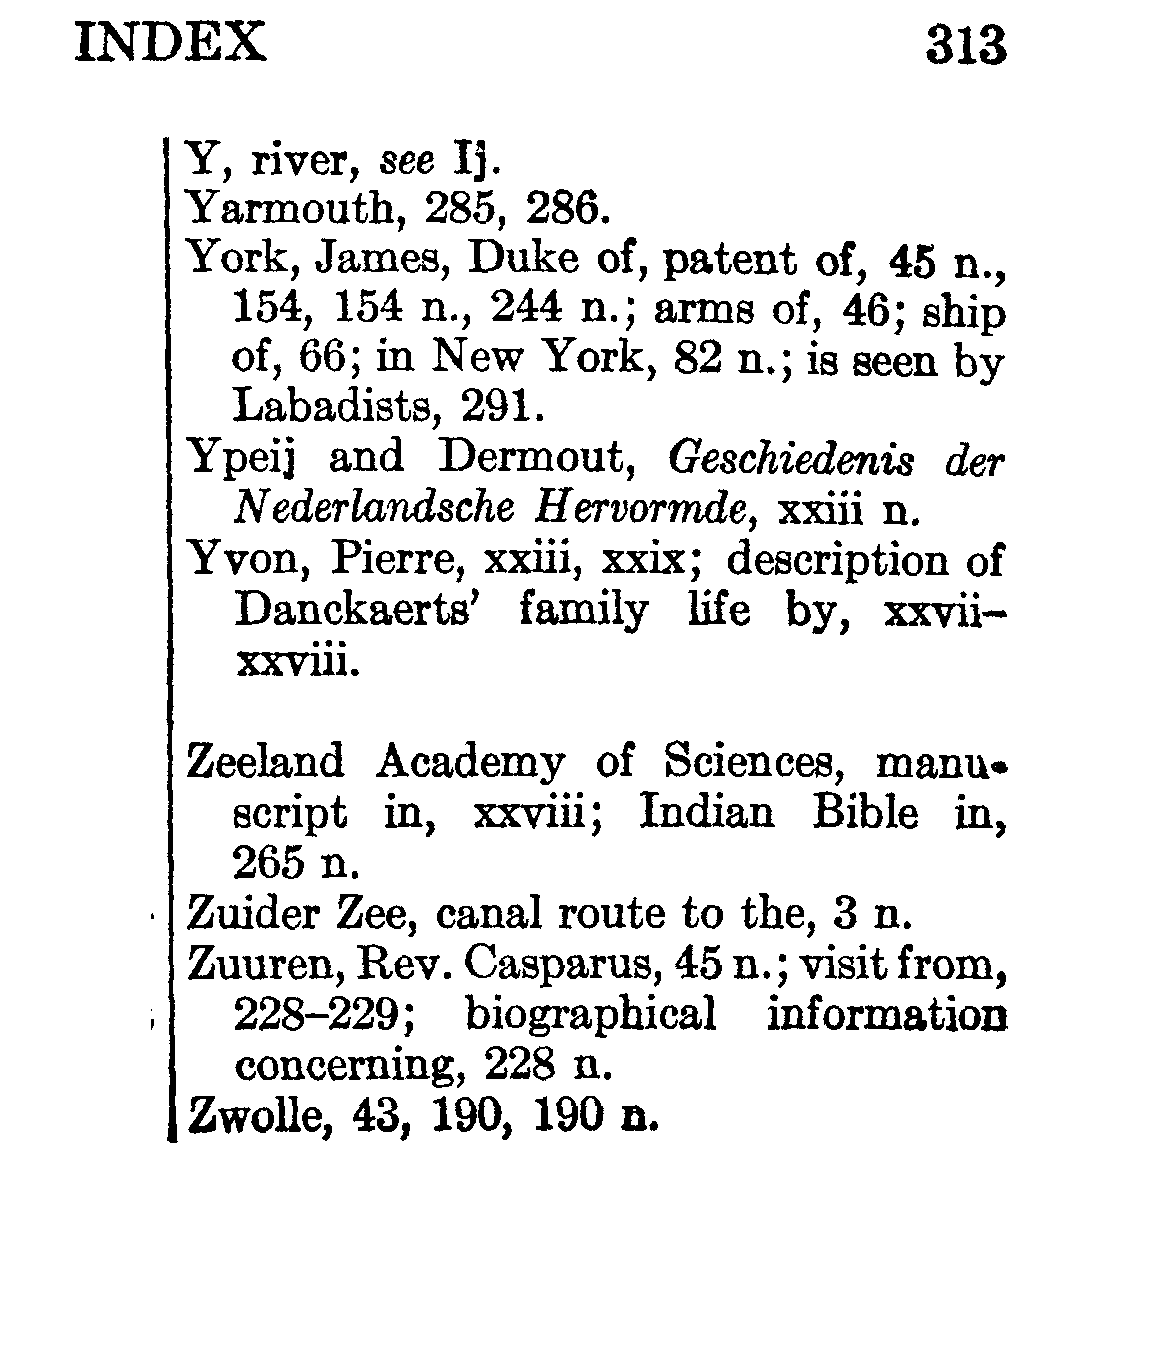 INDEX 313
Y, river, see Ij.
Yarmouth, 285, 286.
York, James, Duke of, patent of, 45 n.,
154, 154 n., 244 n.; arms of, 46; ship
of, 66; in New York, 82 n.; is seen by
Labadists, 291.
Ypeij and Dermout, Geschiedenis der
Nederlandsche Hervormde, xxiii n.
Yvon, Pierre, xxiii, xxix; description of
Danckaerts' family life by, xxvii–
xxviii.
Zeeland Academy of Sciences, manu-
script in, xxviii; Indian Bible in,
265 n.
Zuider Zee, canal route to the, 3 n.
Zuuren, Rev. Casparus, 45 n.; visit from,
228–229; biographical information
concerning, 228 n.
Zwolle, 43, 190, 190 n.